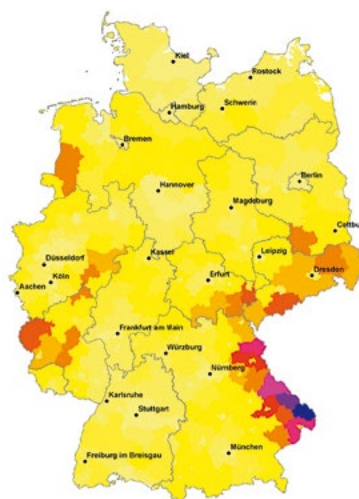 Kiel
Rostock
Hamburg
Schwerin
Bremen
Berlin
Hannover
Magdeburg
Cottbus
Düsseldorf
Kassel
Leipzig
Köln
Erfurt
Dresden
Aachen
Frankfurt am Main
Würzburg
Nürnberg
Karlsruhe
Stuttgart
München
Freiburg im Breisgau